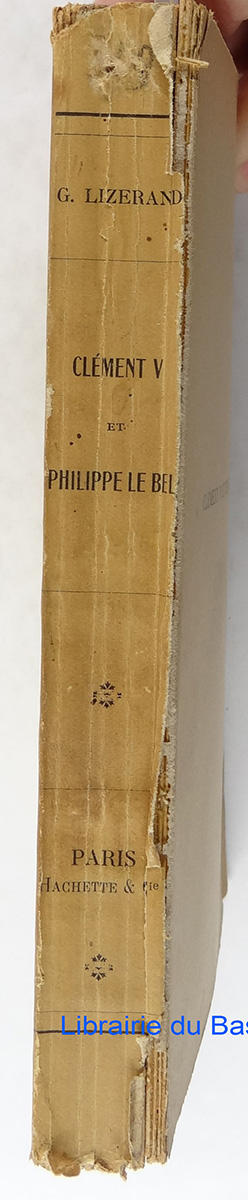 G. LIZERAND
CLÉMENT V
ET
PHILIPPE LE BEL
PARIS
HACHETTE & Cie
Librairie du Bas